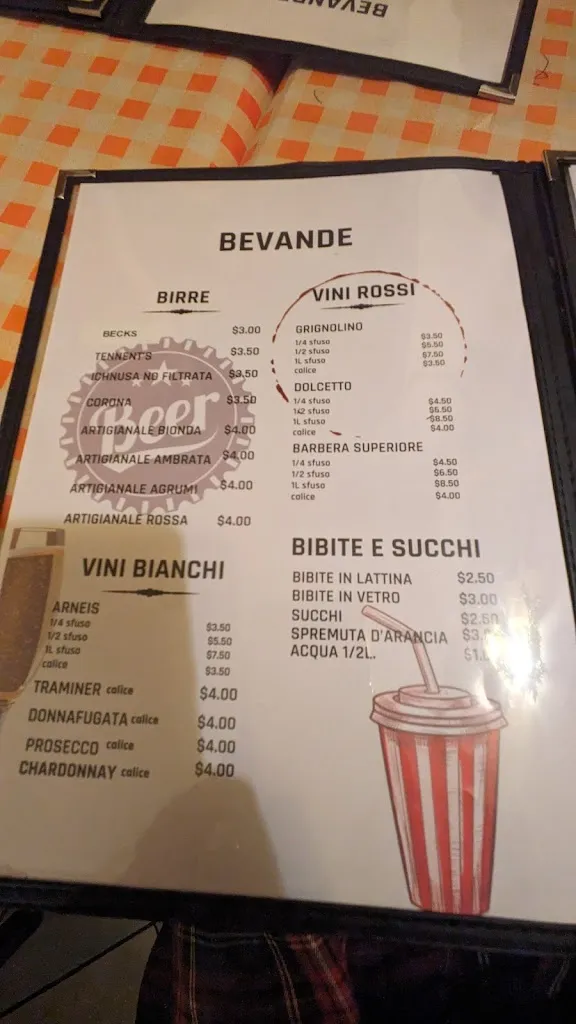 BEVANDE
BEVANDE
BIRRE
BECKS $3.00
TENNENT'S $3.50
ICHNUSA NO FILTRATA $3,50
CORONA $3.50
ARTIGIANALE BIONDA $4.00
ARTIGIANALE AMBRATA $4.00
ARTIGIANALE AGRUMI $4.00
ARTIGIANALE ROSSA $4.00
Beer
VINI BIANCHI
ARNEIS
1/4 sfuso $3.50
1/2 sfuso $5.50
1L sfuso $7.50
calice $3.50
TRAMINER calice $4.00
DONNAFUGATA calice $4.00
PROSECCO calice $4.00
CHARDONNAY calice $4.00
VINI ROSSI
GRIGNOLINO
1/4 sfuso $3.50
1/2 sfuso $5.50
1L sfuso $7.50
calice $3.50
DOLCETTO
1/4 sfuso $4.50
142 sfuso $6.50
1L sfuso $8.50
calice $4.00
BARBERA SUPERIORE
1/4 sfuso $4.50
1/2 sfuso $6.50
1L sfuso $8.50
calice $4.00
BIBITE E SUCCHI
BIBITE IN LATTINA $2.50
BIBITE IN VETRO $3.00
SUCCHI $2.50
SPREMUTA D'ARANCIA
ACQUA 1/2L.